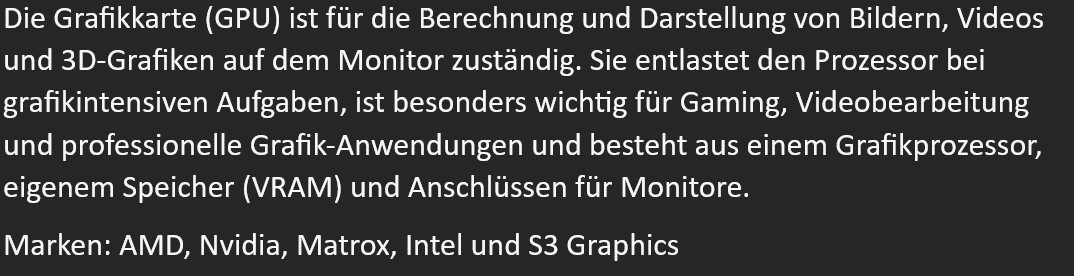 Die Grafikkarte (GPU) ist für die Berechnung und Darstellung von Bildern, Videos
und 3D-Grafiken auf dem Monitor zuständig. Sie entlastet den Prozessor bei
grafikintensiven Aufgaben, ist besonders wichtig für Gaming, Videobearbeitung
und professionelle Grafik-Anwendungen und besteht aus einem Grafikprozessor,
eigenem Speicher (VRAM) und Anschlüssen für Monitore.
Marken: AMD, Nvidia, Matrox, Intel und S3 Graphics